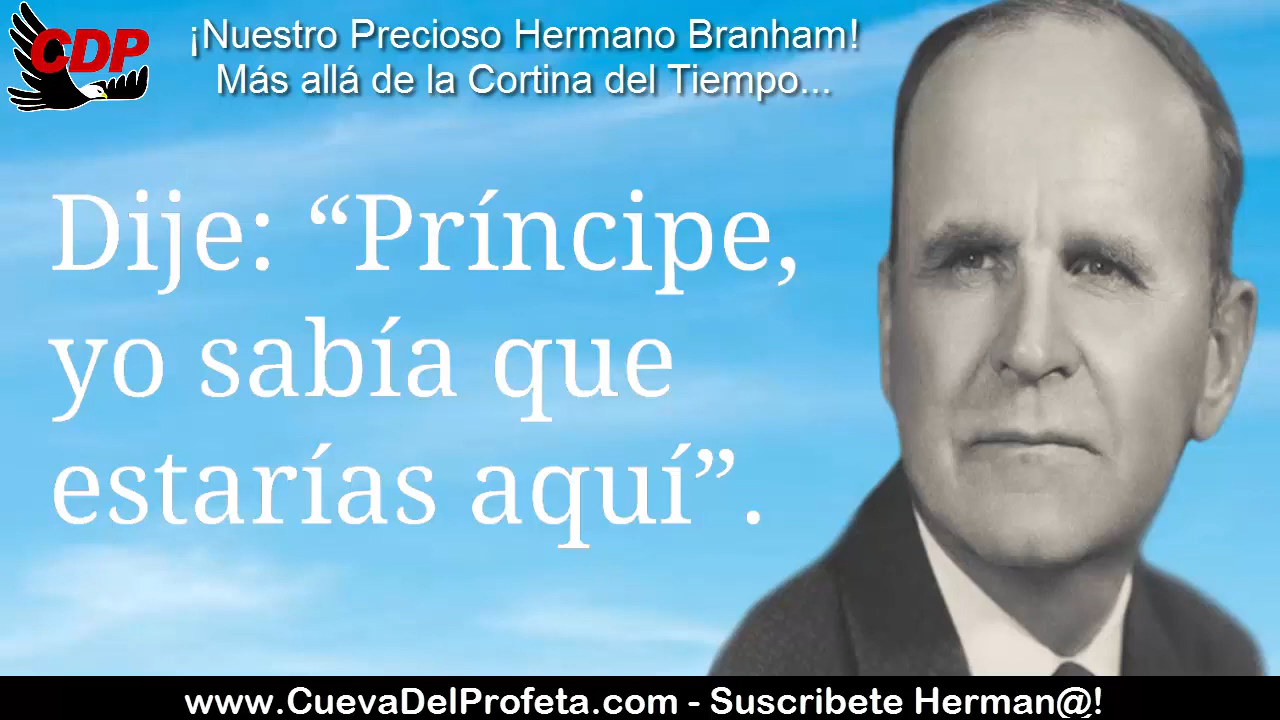 CDP
¡Nuestro Precioso Hermano Branham!
Más allá de la Cortina del Tiempo...
Dije: “Príncipe,
yo sabía que
estarías aquí”.
www.CuevaDelProfeta.com - Suscribete Herman@!